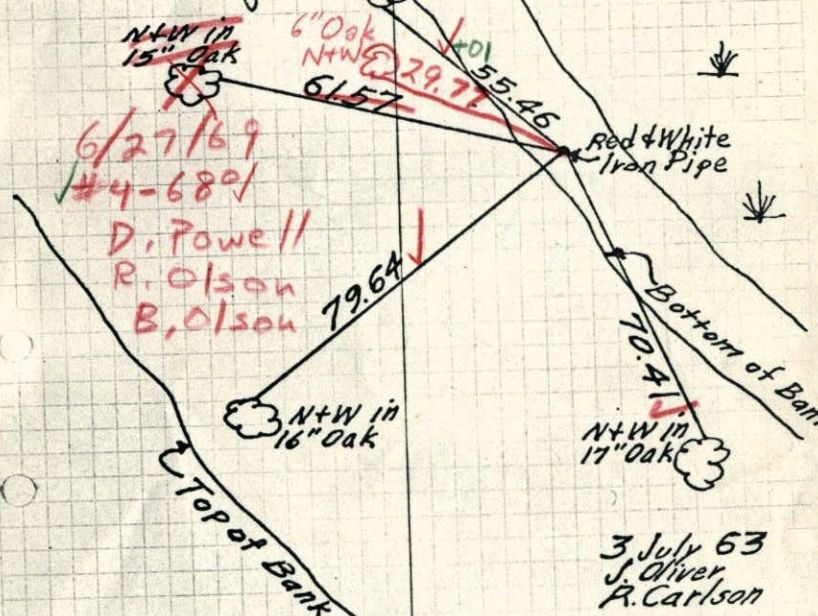 N+W in
15" Oak
6" Oak
N+W
+01
29.77
55.46
61.57
Red & White
Iron Pipe
6/27/69
#4-68°
D. Powell
R. Olson
B. Olson
79.64
Bottom of Ban
70.41
N+W in
16" Oak
N+W in
17" Oak
Top of Bank
3 July 63
J. Oliver
R. Carlson